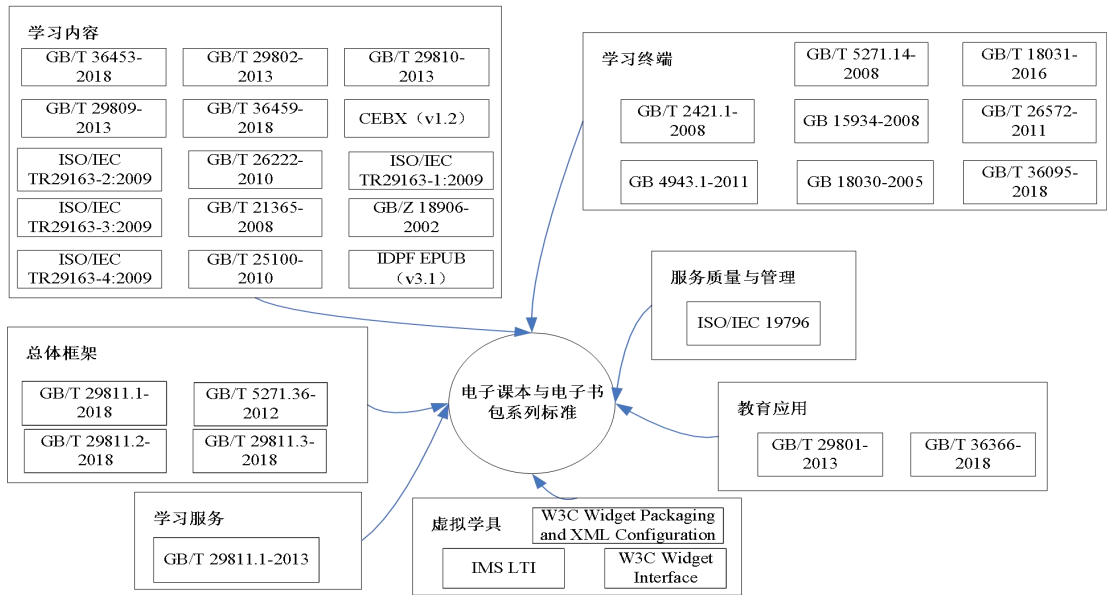 学习内容
GB/T 36453-
2018
GB/T 29802-
2013
GB/T 29810-
2013
GB/T 29809-
2013
GB/T 36459-
2018
CEBX（v1.2）
ISO/IEC
TR29163-2:2009
GB/T 26222-
2010
ISO/IEC
TR29163-1:2009
ISO/IEC
TR29163-3:2009
GB/T 21365-
2008
GB/Z 18906-
2002
ISO/IEC
TR29163-4:2009
GB/T 25100-
2010
IDPF EPUB
（v3.1）
学习终端
GB/T 5271.14-
2008
GB/T 18031-
2016
GB/T 2421.1-
2008
GB 15934-2008
GB/T 26572-
2011
GB 4943.1-2011
GB 18030-2005
GB/T 36095-
2018
服务质量与管理
ISO/IEC 19796
总体框架
GB/T 29811.1-
2018
GB/T 5271.36-
2012
GB/T 29811.2-
2018
GB/T 29811.3-
2018
电子课本与电子书
包系列标准
教育应用
GB/T 29801-
2013
GB/T 36366-
2018
学习服务
GB/T 29811.1-2013
虚拟学具
W3C Widget Packaging
and XML Configuration
IMS LTI
W3C Widget
Interface